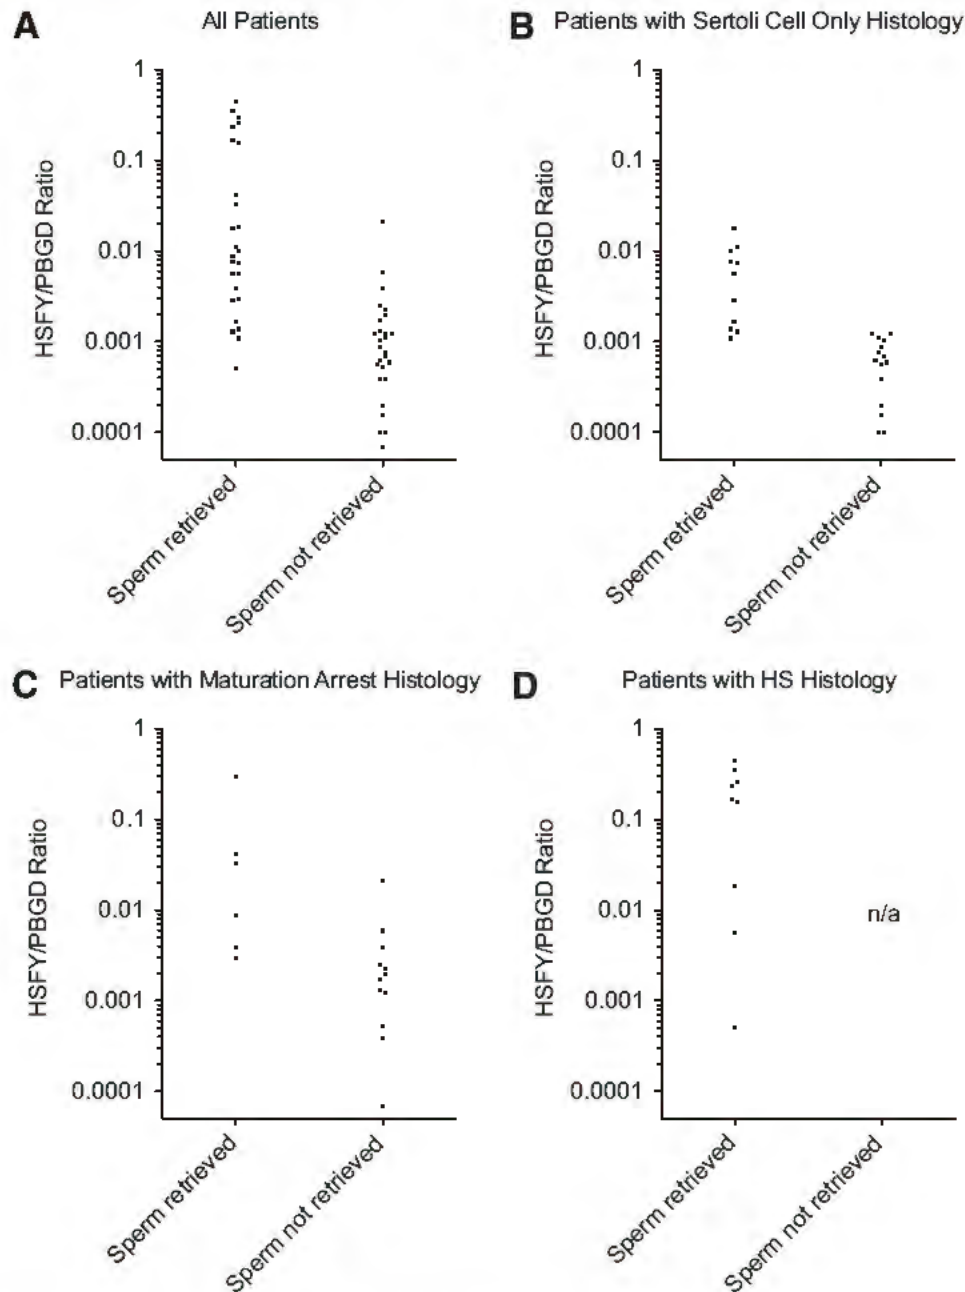 A All Patients
HSFY/PBGD Ratio
1
0.1
0.01
0.001
0.0001
Sperm retrieved
Sperm not retrieved
B Patients with Sertoli Cell Only Histology
HSFY/PBGD Ratio
1
0.1
0.01
0.001
0.0001
Sperm retrieved
Sperm not retrieved
C Patients with Maturation Arrest Histology
HSFY/PBGD Ratio
1
0.1
0.01
0.001
0.0001
Sperm retrieved
Sperm not retrieved
D Patients with HS Histology
HSFY/PBGD Ratio
1
0.1
0.01
0.001
0.0001
n/a
Sperm retrieved
Sperm not retrieved